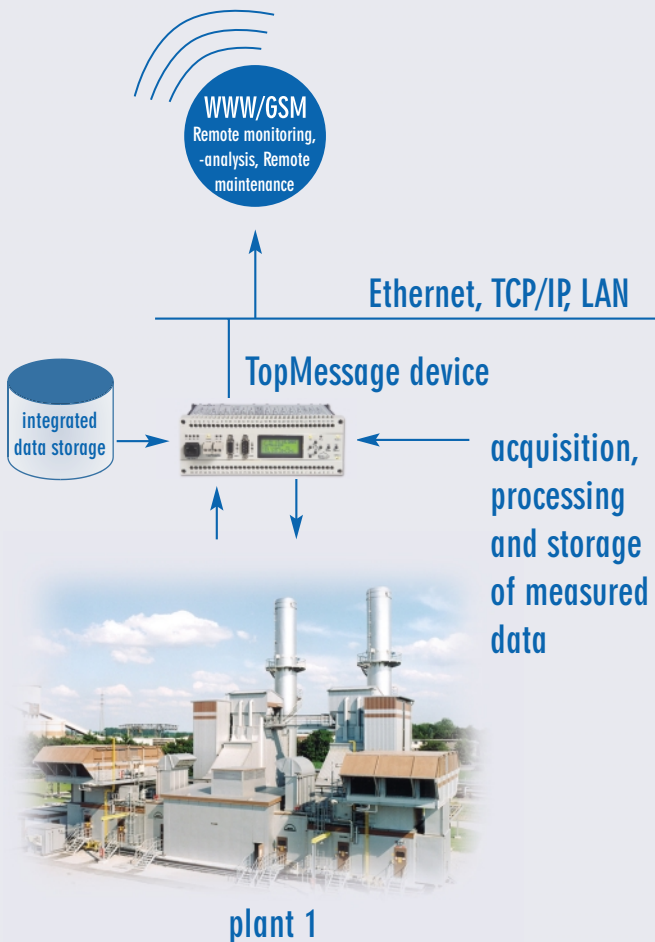 WWW/GSM
Remote monitoring,
-analysis, Remote
maintenance
Ethernet, TCP/IP, LAN
TopMessage device
integrated
data storage
acquisition,
processing
and storage
of measured
data
plant 1